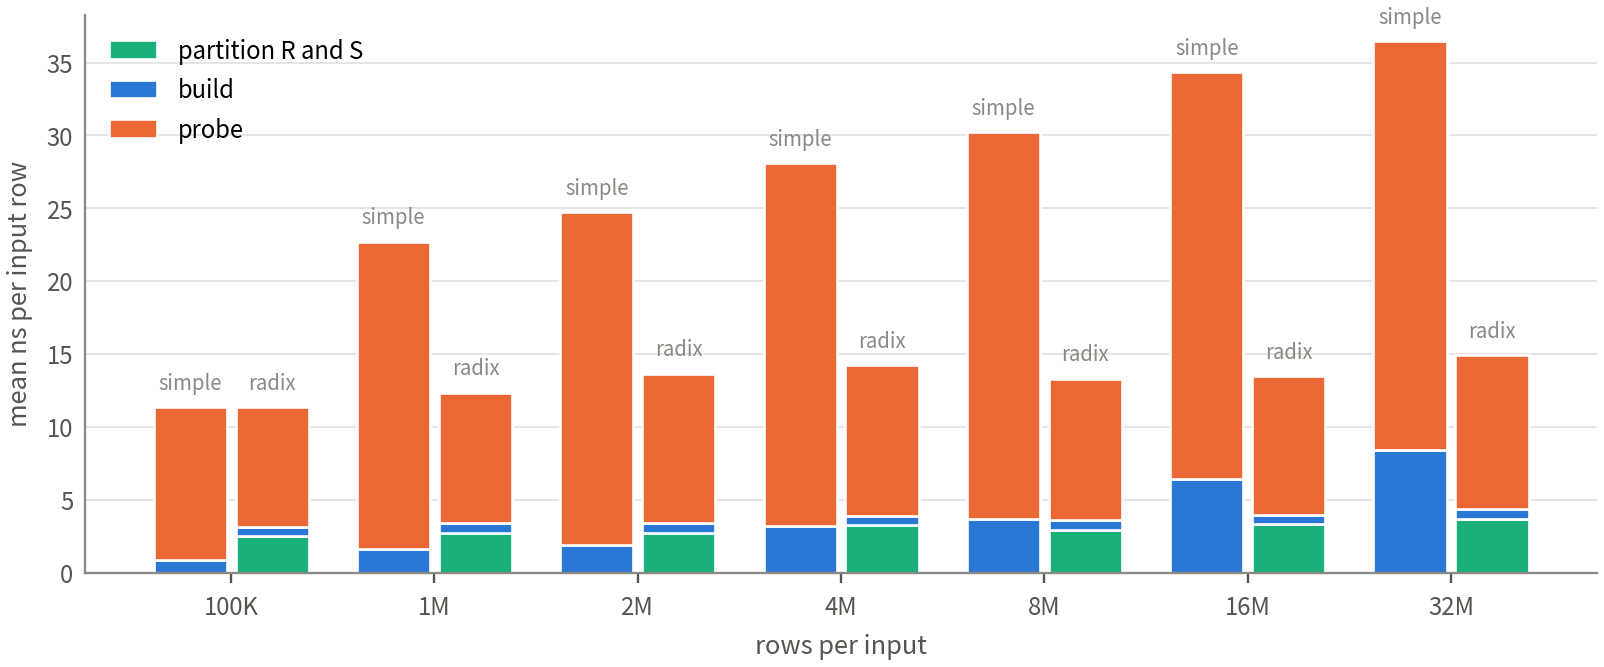 simple
simple
partition R and S
build
probe
simple
simple
simple
simple
simple
radix
radix
radix
radix
radix
radix
radix
35
30
25
20
15
10
5
0
mean ns per input row
100K
1M
2M
4M
8M
16M
32M
rows per input